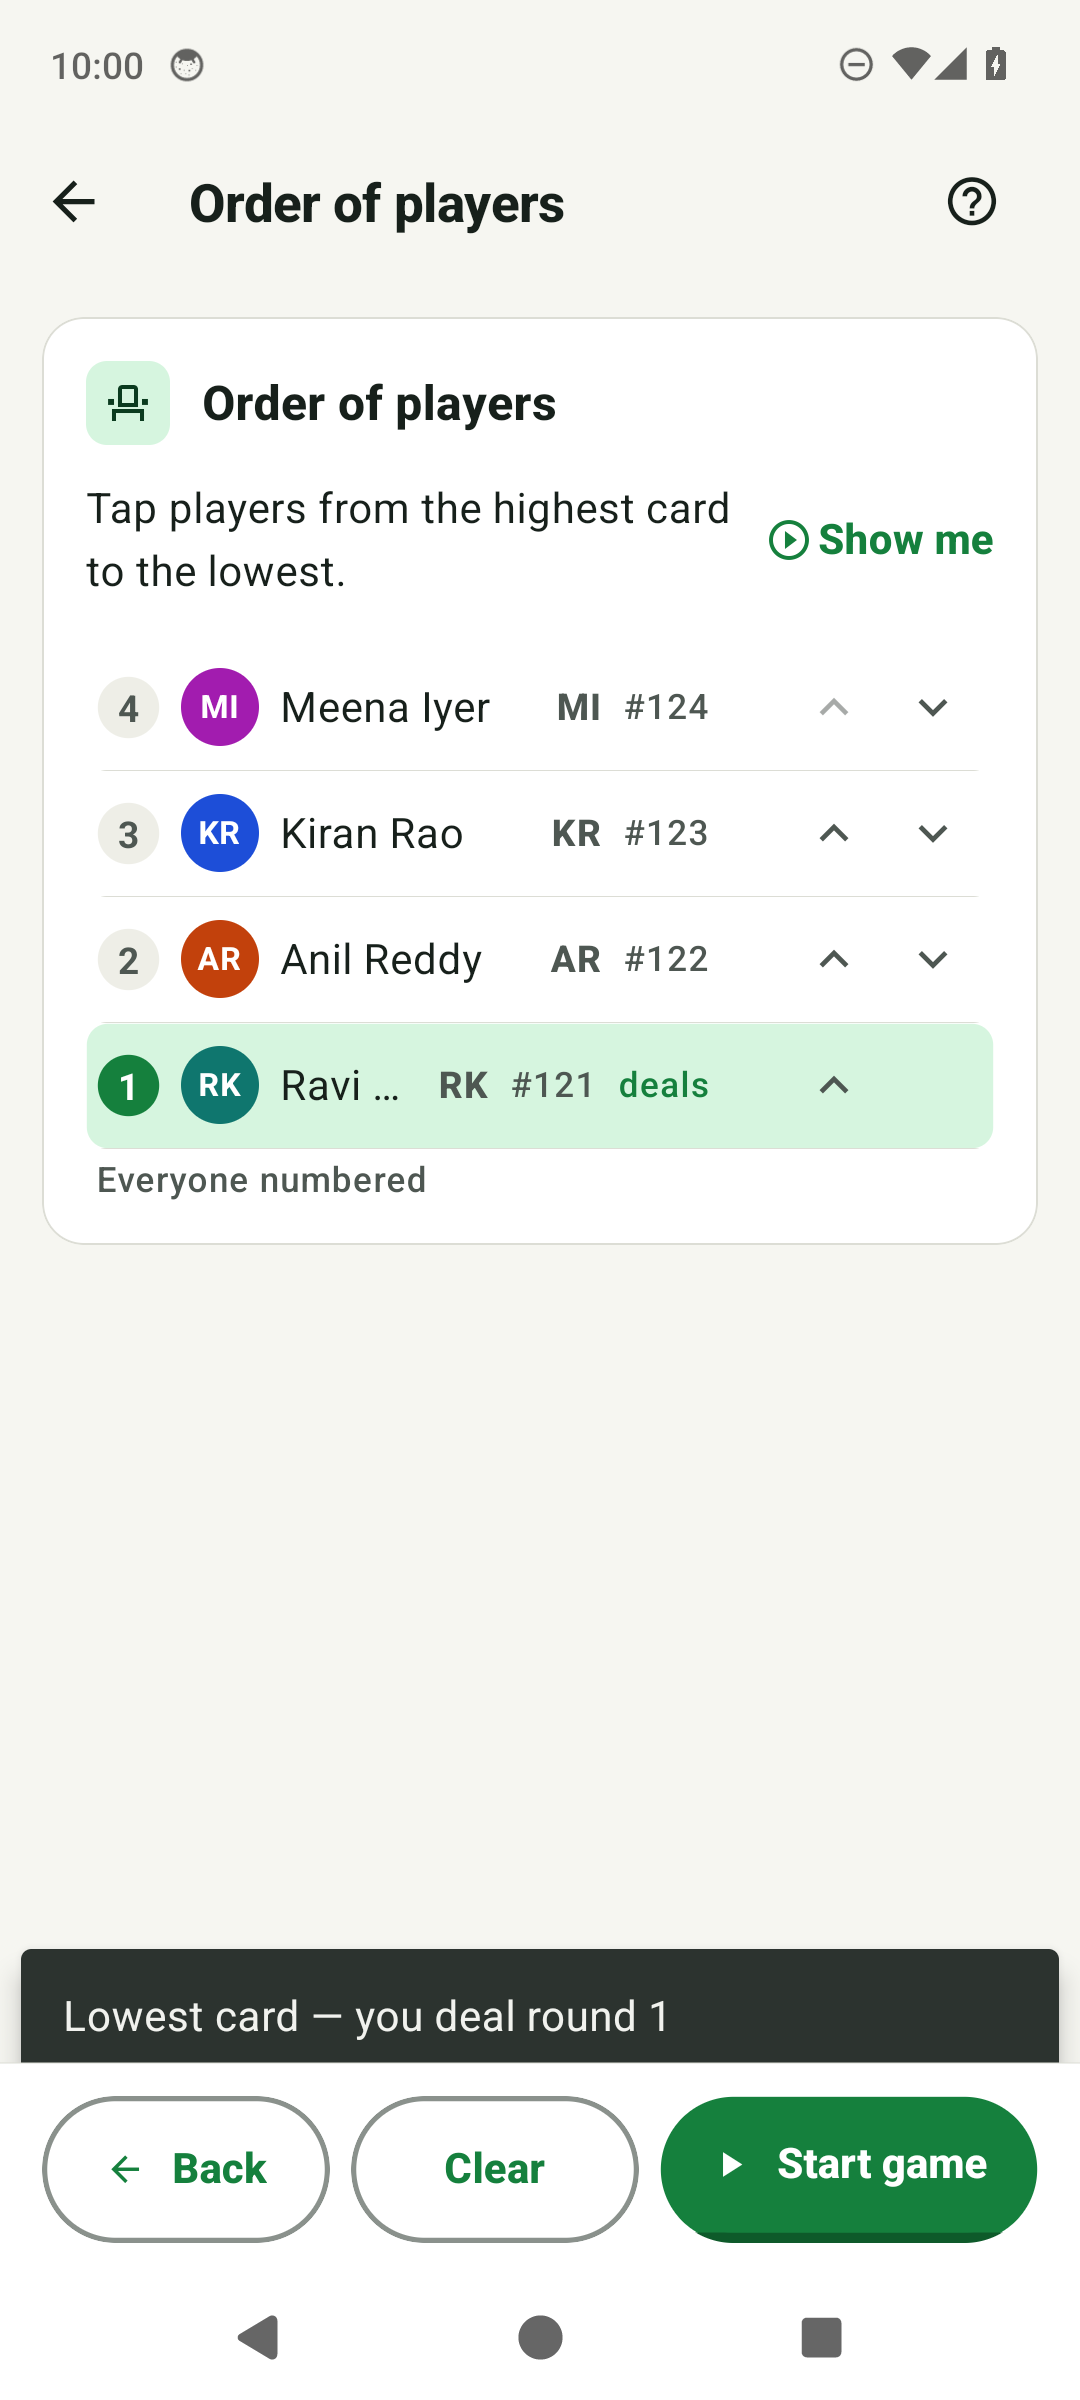 10:00
Order of players
Order of players
Tap players from the highest card
to the lowest.
Show me
4 MI Meena Iyer MI #124
3 KR Kiran Rao KR #123
2 AR Anil Reddy AR #122
1 RK Ravi ... RK #121 deals
Everyone numbered
Lowest card — you deal round 1
Back Clear Start game